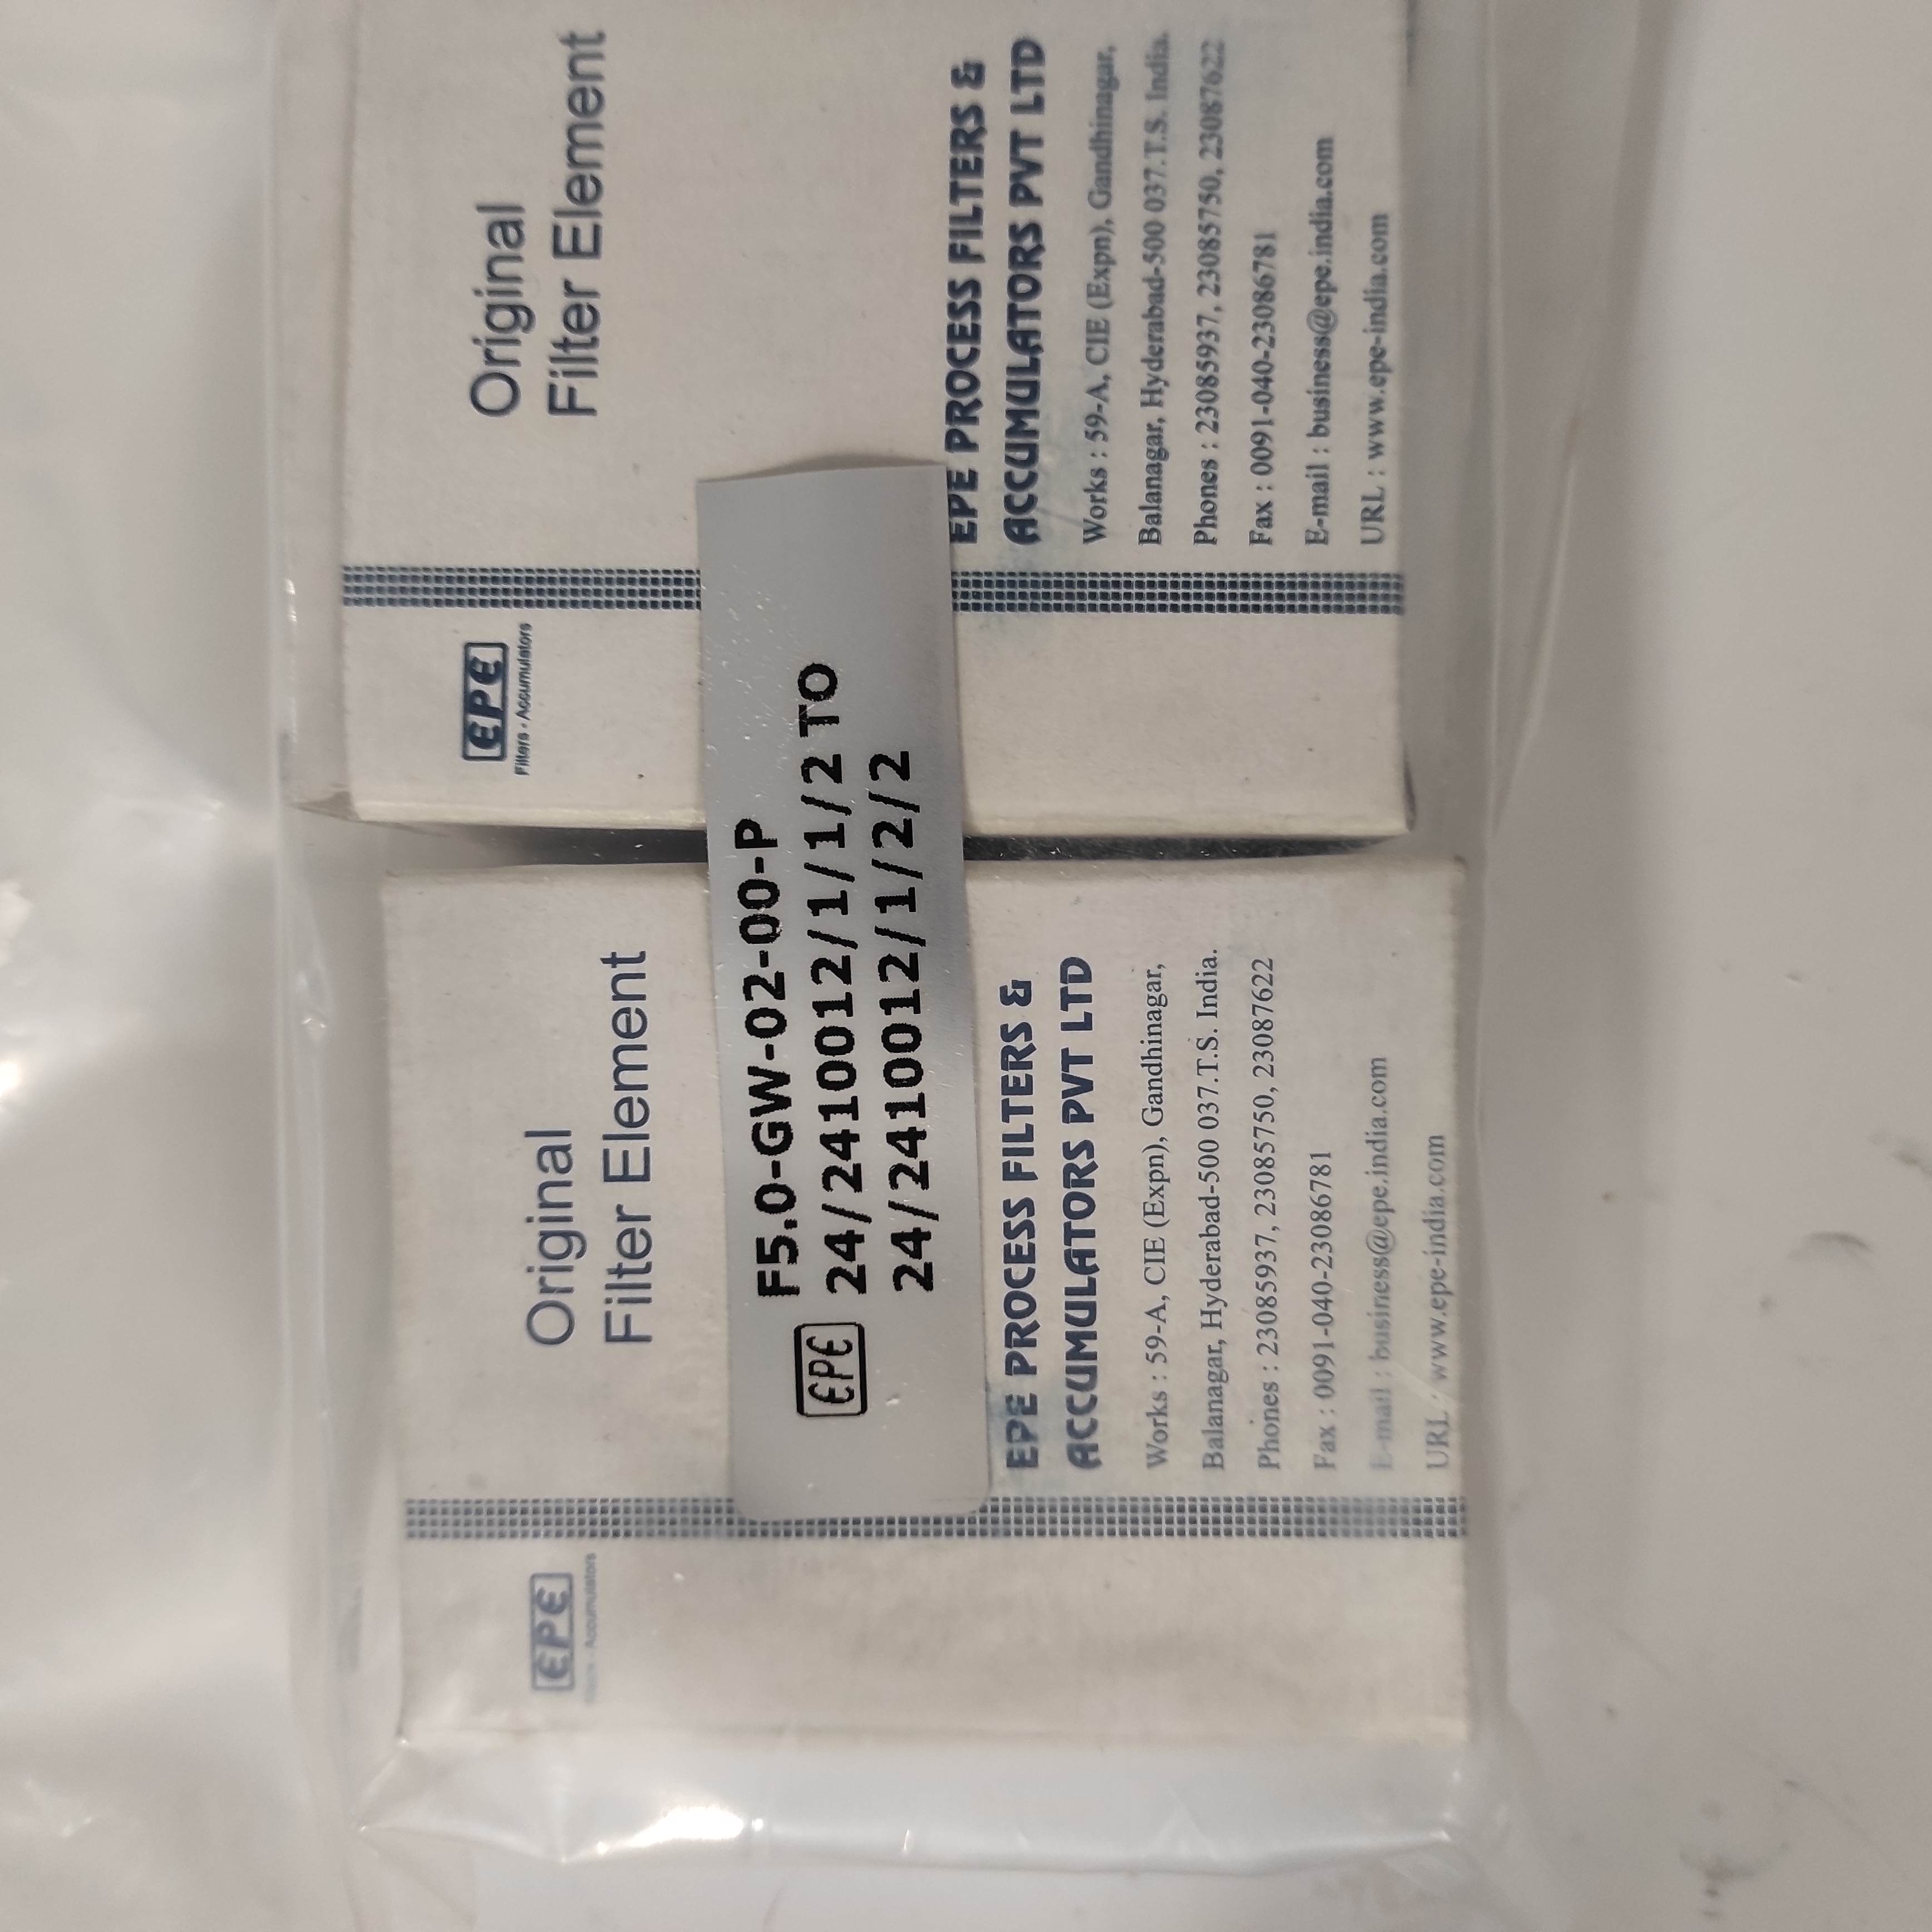 EPE
Filters - Accumulators
Original
Filter Element
EPE PROCESS FILTERS &
ACCUMULATORS PVT LTD
Works : 59-A, CIE (Expn), Gandhinagar,
Balanagar, Hyderabad-500 037.T.S. India.
Phones : 23085937, 23085750, 23087622
Fax : 0091-040-23086781
E-mail : business@epe.india.com
URL : www.epe-india.com
EPE
F5.0-GW-02-00-P
24/2410012/1/1/2 TO
24/2410012/1/2/2
EPE
Filters - Accumulators
Original
Filter Element
EPE PROCESS FILTERS &
ACCUMULATORS PVT LTD
Works : 59-A, CIE (Expn), Gandhinagar,
Balanagar, Hyderabad-500 037.T.S. India.
Phones : 23085937, 23085750, 23087622
Fax : 0091-040-23086781
E-mail : business@epe.india.com
URL : www.epe-india.com